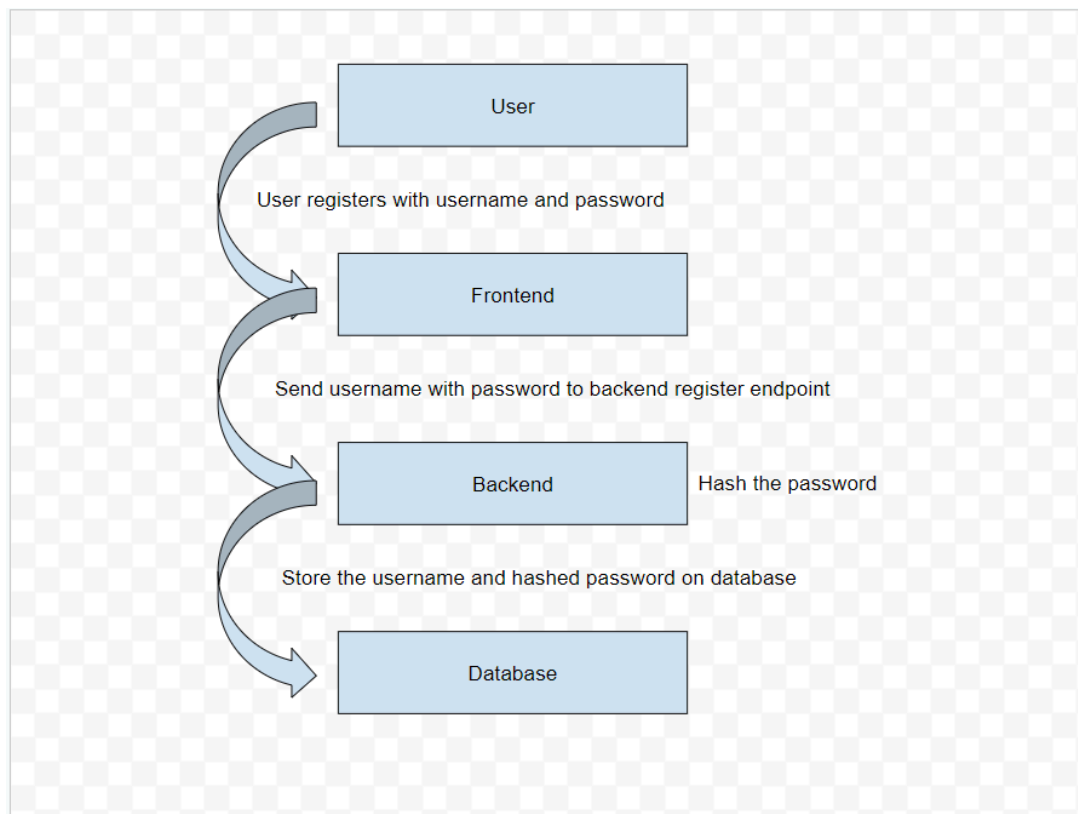 User
User registers with username and password
Frontend
Send username with password to backend register endpoint
Backend
Hash the password
Store the username and hashed password on database
Database